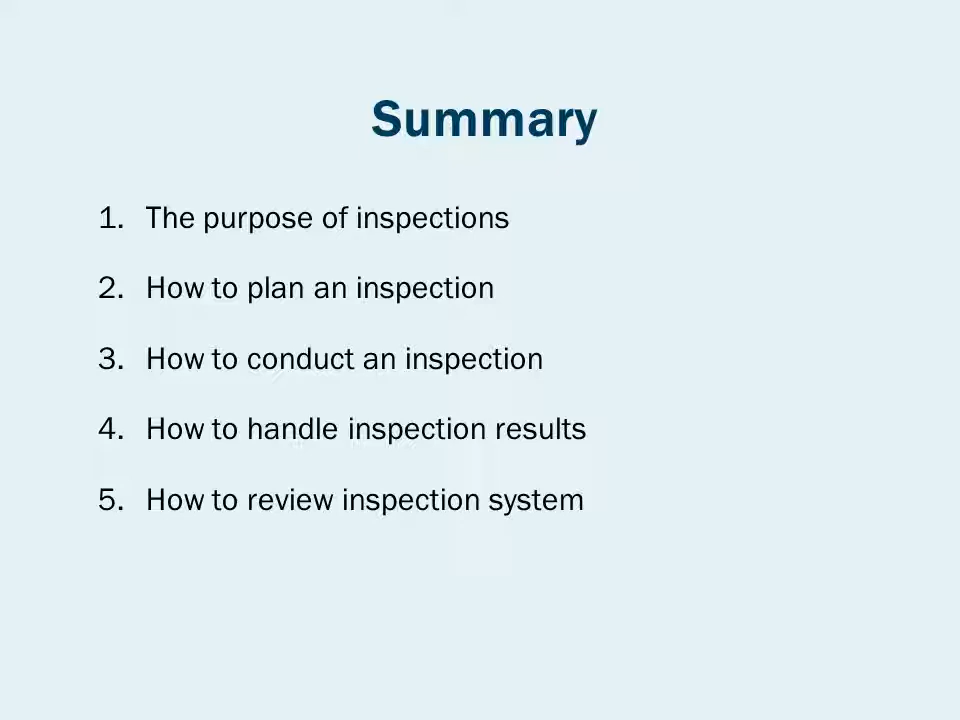 Summary
1. The purpose of inspections
2. How to plan an inspection
3. How to conduct an inspection
4. How to handle inspection results
5. How to review inspection system